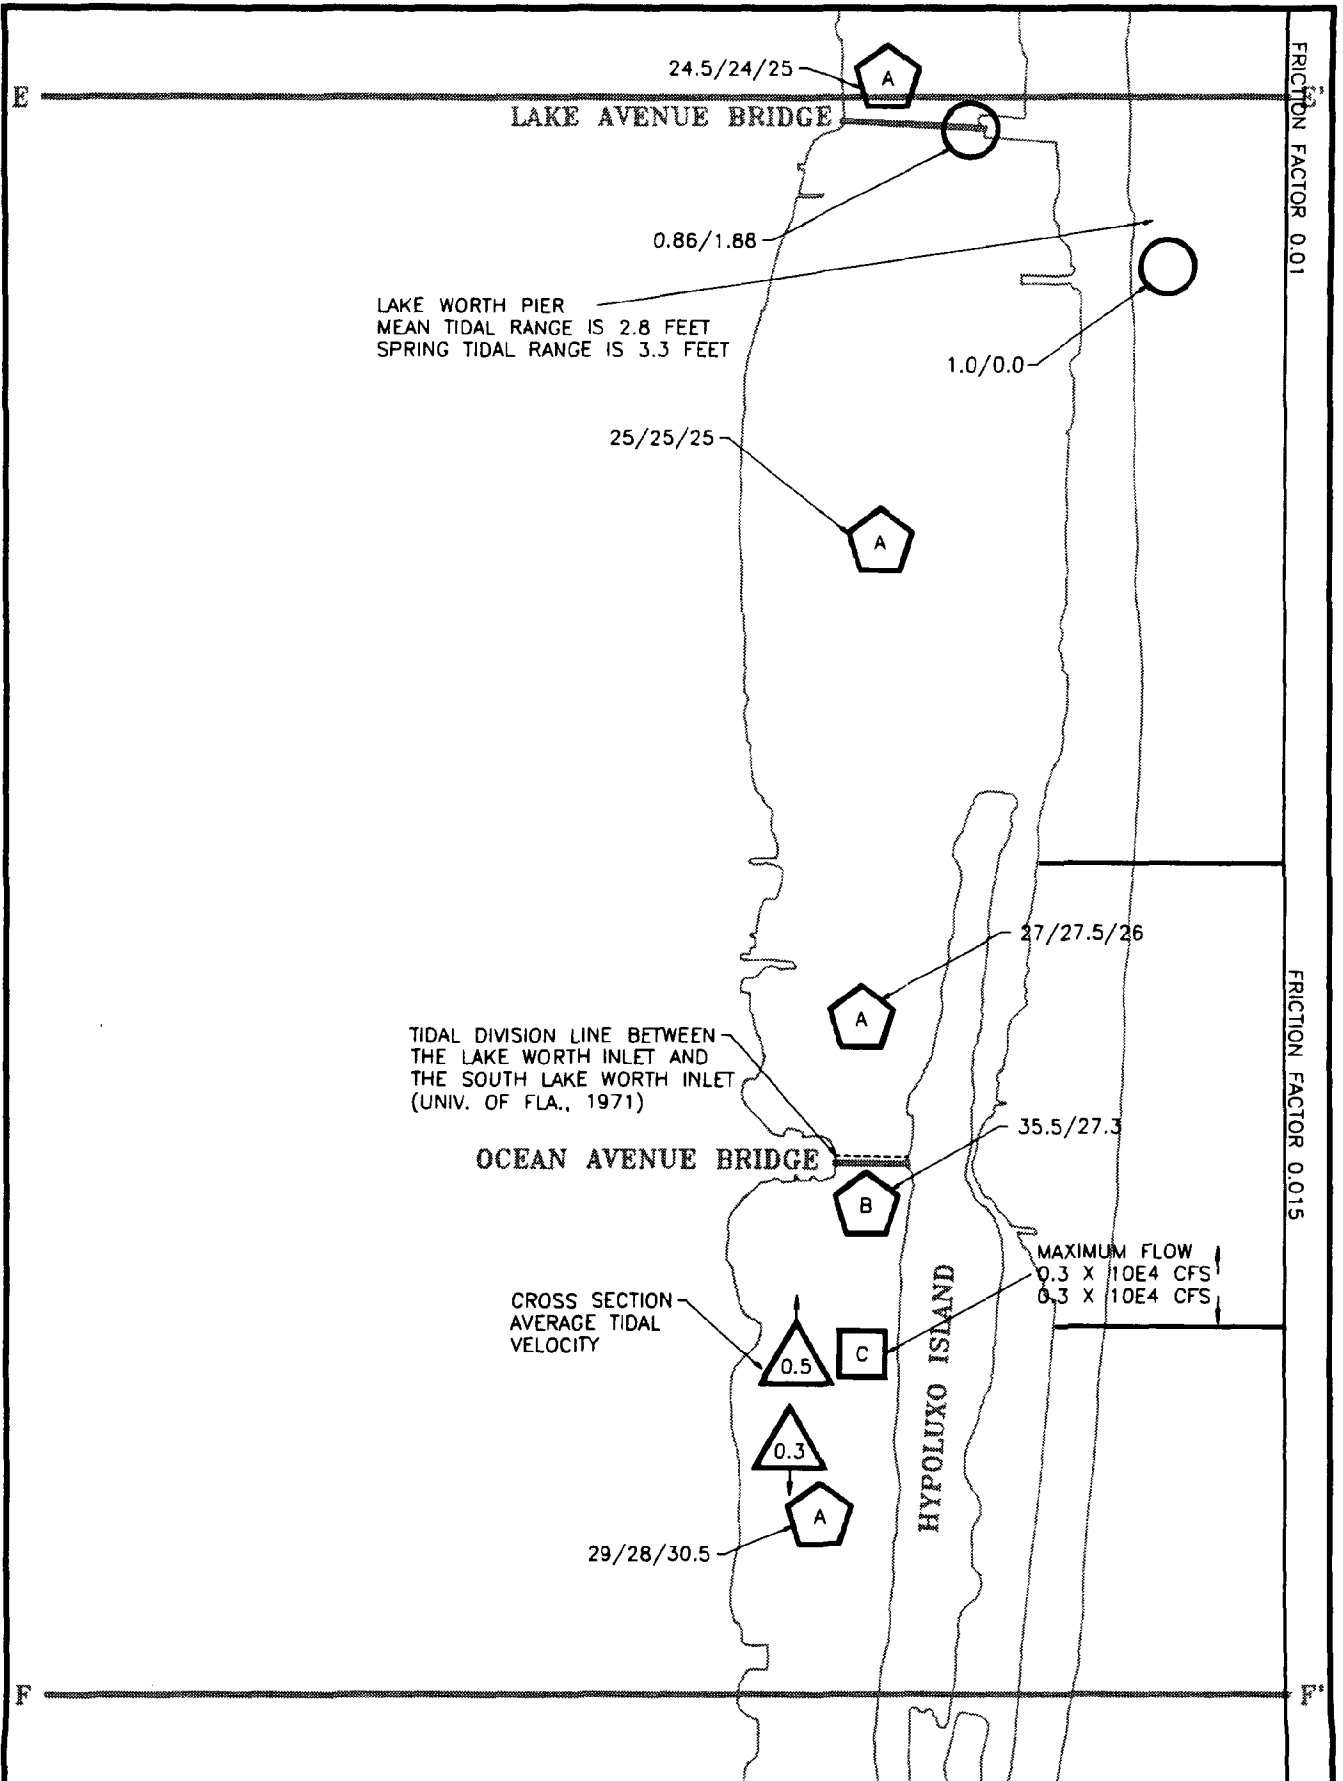 24.5/24/25
A
FRICTION FACTOR 0.01
E
E'
LAKE AVENUE BRIDGE
0.86/1.88
LAKE WORTH PIER
MEAN TIDAL RANGE IS 2.8 FEET
SPRING TIDAL RANGE IS 3.3 FEET
1.0/0.0
25/25/25
A
27/27.5/26
A
FRICTION FACTOR 0.015
TIDAL DIVISION LINE BETWEEN
THE LAKE WORTH INLET AND
THE SOUTH LAKE WORTH INLET
(UNIV. OF FLA., 1971)
35.5/27.3
OCEAN AVENUE BRIDGE
B
MAXIMUM FLOW
0.3 X 10E4 CFS
0.3 X 10E4 CFS
CROSS SECTION
AVERAGE TIDAL
VELOCITY
0.5
C
HYPOLUXO ISLAND
0.3
A
29/28/30.5
F
F'